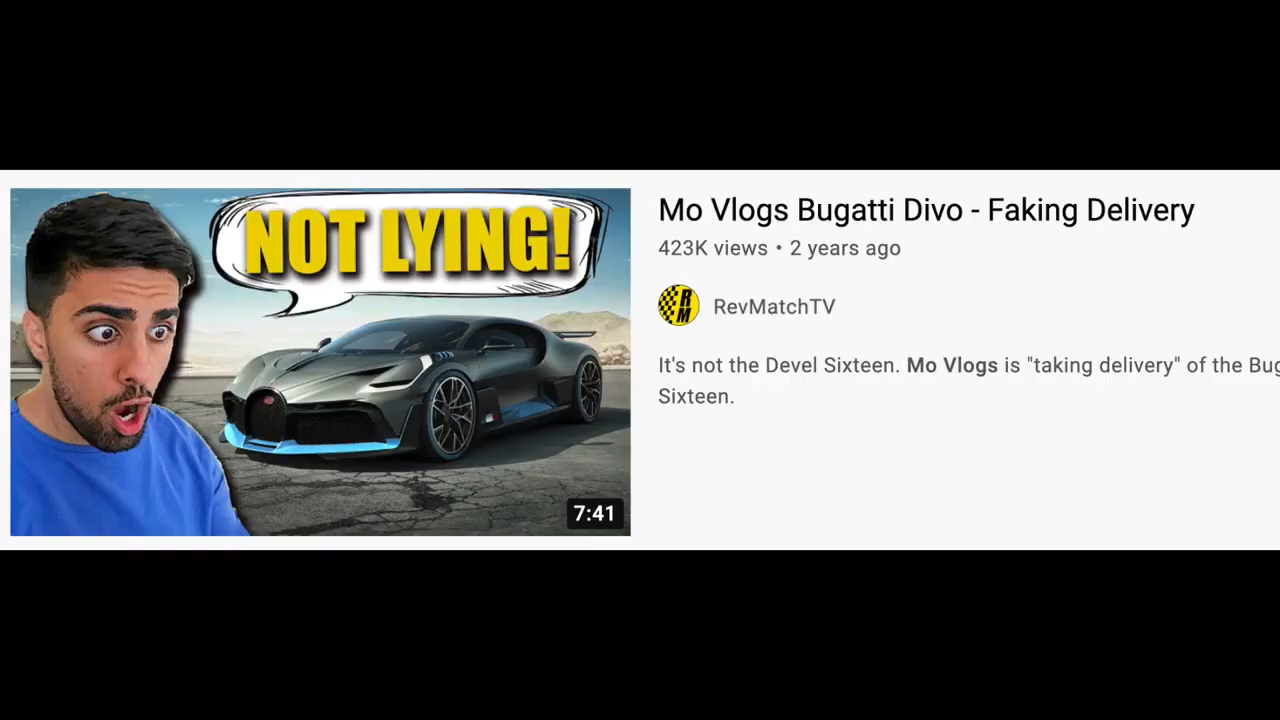 NOT LYING!
7:41
Mo Vlogs Bugatti Divo - Faking Delivery
423K views • 2 years ago
RM
RevMatchTV
It's not the Devel Sixteen. Mo Vlogs is "taking delivery" of the
Sixteen.